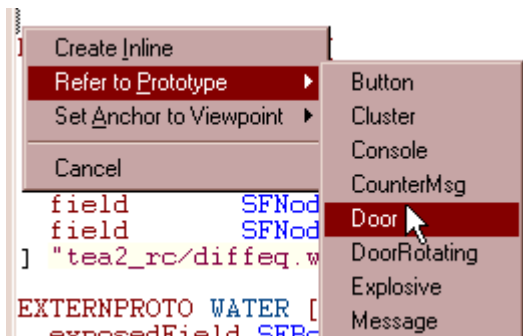 Create Inline
Refer to Prototype
Set Anchor to Viewpoint
Cancel
Button
Cluster
Console
CounterMsg
Door
DoorRotating
Explosive
Message
field SFNod
field SFNod
] "tea2_rc/diffeq.w
EXTERNPROTO WATER [
exposedField